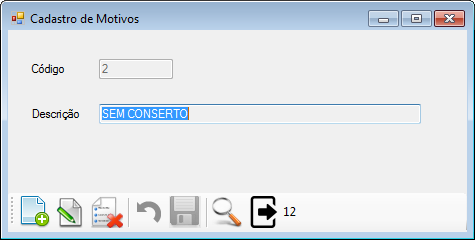 Cadastro de Motivos
Código
2
Descrição
SEM CONSERTO
12